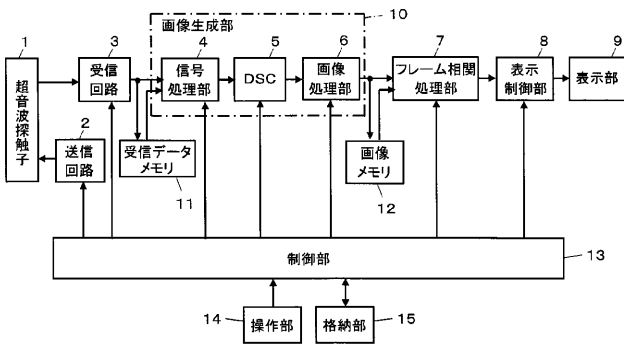 画像生成部
10
1
3
4
5
6
7
8
9
超音波探触子
受信
回路
信号
処理部
DSC
画像
処理部
フレーム相関
処理部
表示
制御部
表示部
2
送信
回路
受信データ
メモリ
11
画像
メモリ
12
制御部
13
14
操作部
格納部
15